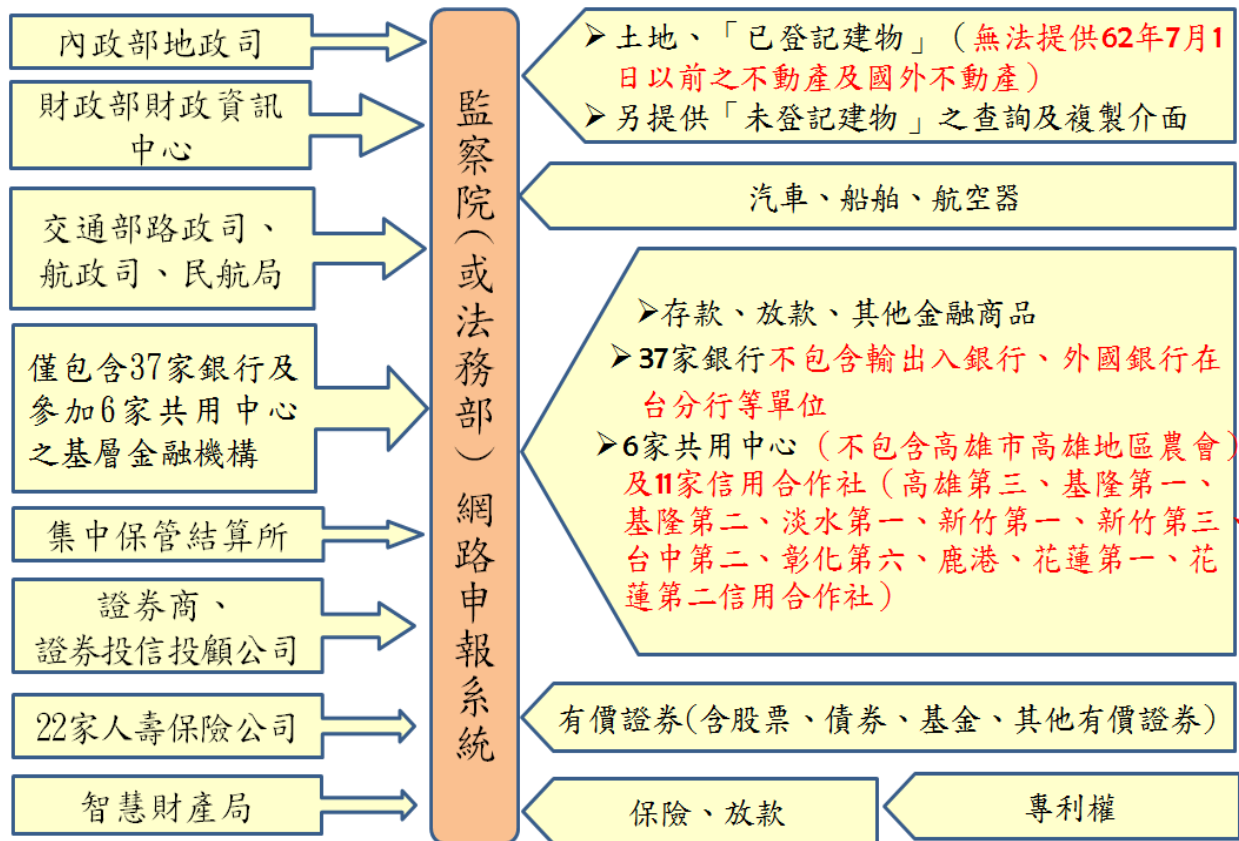 內政部地政司
財政部財政資訊
中心
交通部路政司、
航政司、民航局
僅包含37家銀行及
參加6家共用中心
之基層金融機構
集中保管結算所
證券商、
證券投信投顧公司
22家人壽保險公司
智慧財產局
監察院(或法務部)網路申報系統
➤土地、「已登記建物」(無法提供62年7月1
日以前之不動產及國外不動產)
➤另提供「未登記建物」之查詢及複製介面
汽車、船舶、航空器
➤存款、放款、其他金融商品
➤37家銀行不包含輸出入銀行、外國銀行在
台分行等單位
➤6家共用中心(不包含高雄市高雄地區農會)
及11家信用合作社(高雄第三、基隆第一、
基隆第二、淡水第一、新竹第一、新竹第三、
台中第二、彰化第六、鹿港、花蓮第一、花
蓮第二信用合作社)
有價證券(含股票、債券、基金、其他有價證券)
保險、放款
專利權